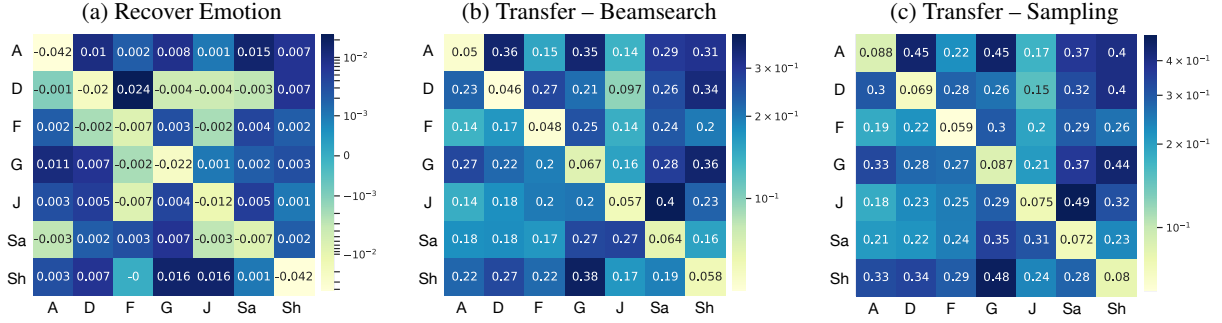 (a) Recover Emotion
A -0.042 0.01 0.002 0.008 0.001 0.015 0.007
D -0.001 -0.02 0.024 -0.004 -0.004 -0.003 0.007
F 0.002 -0.002 -0.007 0.003 -0.002 0.004 0.002
G 0.011 0.007 -0.002 -0.022 0.001 0.002 0.003
J 0.003 0.005 -0.007 0.004 -0.012 0.005 0.001
Sa -0.003 0.002 0.003 0.007 -0.003 -0.007 0.002
Sh 0.003 0.007 -0 0.016 0.016 0.001 -0.042
A D F G J Sa Sh
10⁻²
10⁻³
0
−10⁻³
−10⁻²
(b) Transfer – Beamsearch
A 0.05 0.36 0.15 0.35 0.14 0.29 0.31
D 0.23 0.046 0.27 0.21 0.097 0.26 0.34
F 0.14 0.17 0.048 0.25 0.14 0.24 0.2
G 0.27 0.22 0.2 0.067 0.16 0.28 0.36
J 0.14 0.18 0.2 0.2 0.057 0.4 0.23
Sa 0.18 0.18 0.17 0.27 0.27 0.064 0.16
Sh 0.22 0.27 0.22 0.38 0.17 0.19 0.058
A D F G J Sa Sh
3 × 10⁻¹
2 × 10⁻¹
10⁻¹
(c) Transfer – Sampling
A 0.088 0.45 0.22 0.45 0.17 0.37 0.4
D 0.3 0.069 0.28 0.26 0.15 0.32 0.4
F 0.19 0.22 0.059 0.3 0.2 0.29 0.26
G 0.33 0.28 0.27 0.087 0.21 0.37 0.44
J 0.18 0.23 0.25 0.29 0.075 0.49 0.32
Sa 0.21 0.22 0.24 0.35 0.31 0.072 0.23
Sh 0.33 0.34 0.29 0.48 0.24 0.28 0.08
A D F G J Sa Sh
4 × 10⁻¹
3 × 10⁻¹
2 × 10⁻¹
10⁻¹